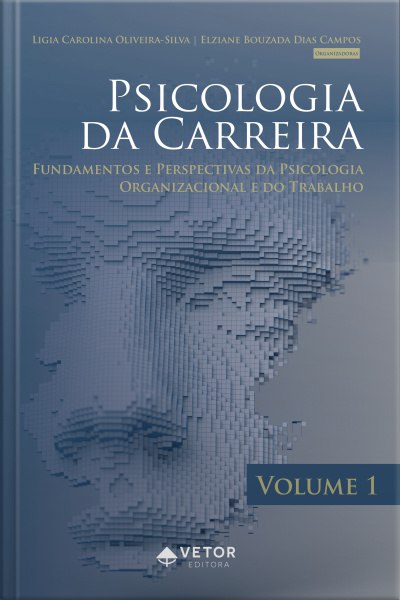 Ligia Carolina Oliveira-Silva | Elziane Bouzada Dias Campos
Organizadoras
Psicologia
da Carreira
Fundamentos e Perspectivas da Psicologia
Organizacional e do Trabalho
Volume 1
VETOR
EDITORA